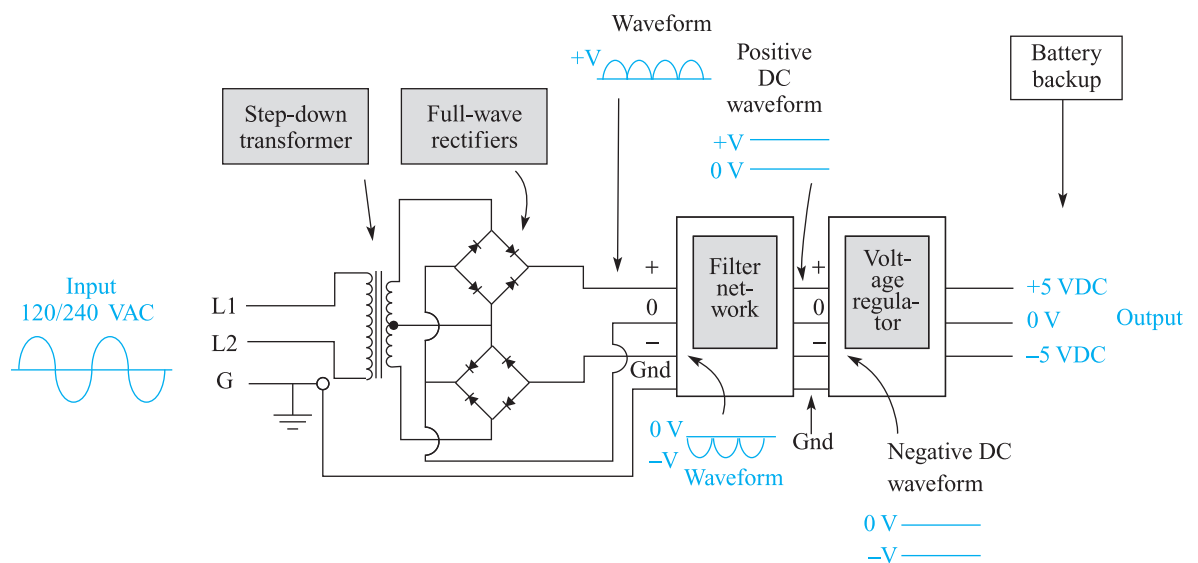 Waveform
+V
Positive
DC
waveform
+V
0 V
Battery
backup
Step-down
transformer
Full-wave
rectifiers
Input
120/240 VAC
L1
L2
G
+
0
–
Gnd
Filter
net-
work
+
0
–
Volt-
age
regula-
tor
+5 VDC
0 V
–5 VDC
Output
0 V
–V
Waveform
Gnd
Negative DC
waveform
0 V
–V